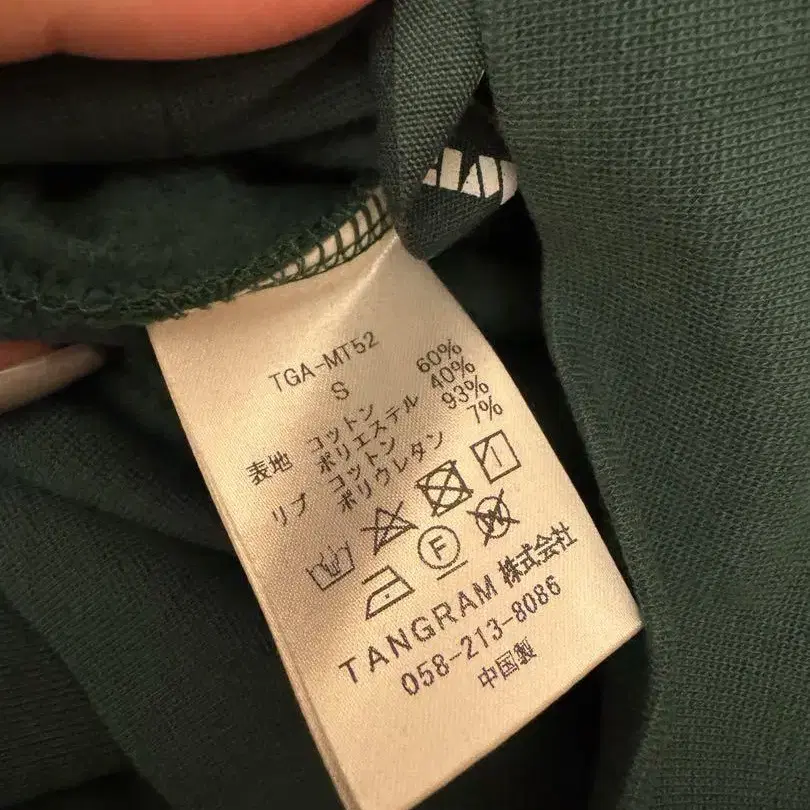 TGA-MT52
S
表地 コットン 60%
ポリエステル 40%
リブ コットン 93%
ポリウレタン 7%
F
W
TANGRAM 株式会社
058-213-8086
中国製